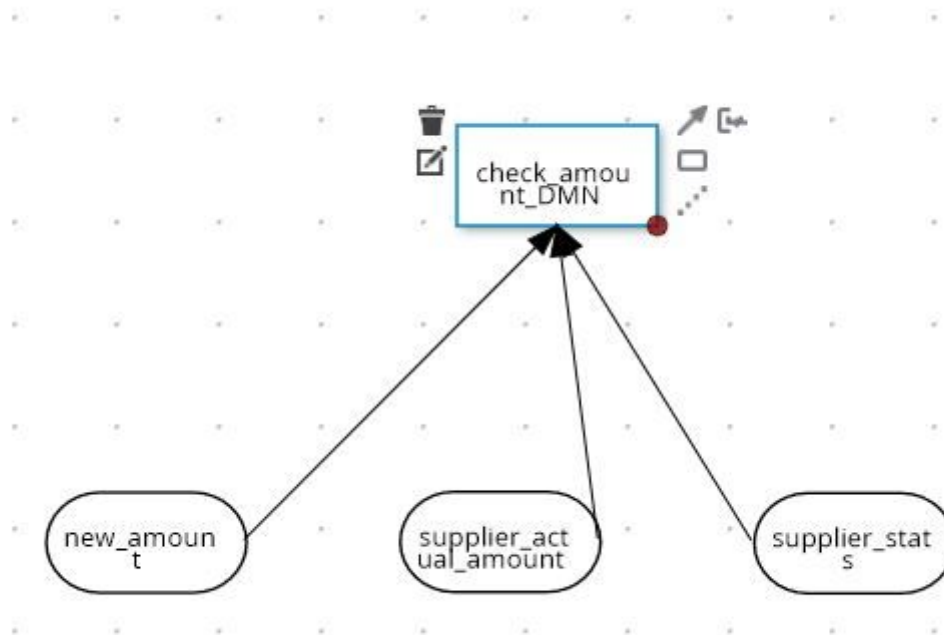 check_amou
nt_DMN
new_amoun
t
supplier_act
ual_amount
supplier_stat
s